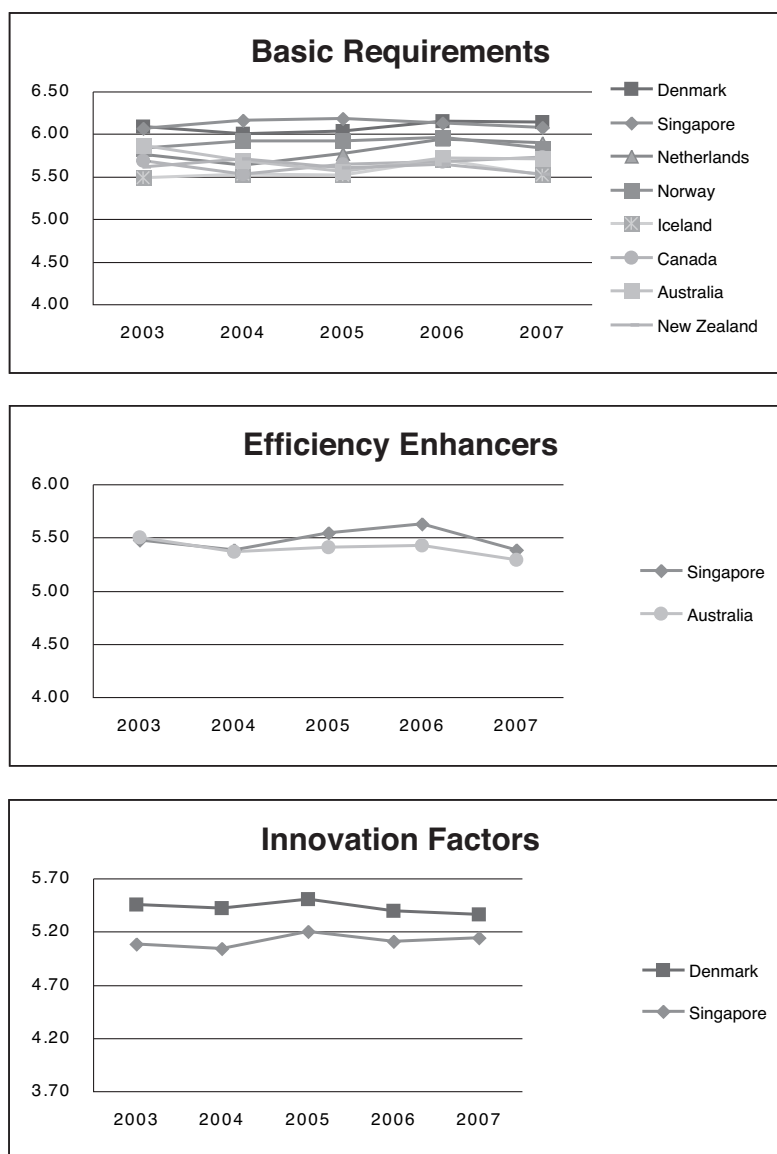 Basic Requirements
6.50
6.00
5.50
5.00
4.50
4.00
2003 2004 2005 2006 2007
Denmark
Singapore
Netherlands
Norway
Iceland
Canada
Australia
New Zealand
Efficiency Enhancers
6.00
5.50
5.00
4.50
4.00
2003 2004 2005 2006 2007
Singapore
Australia
Innovation Factors
5.70
5.20
4.70
4.20
3.70
2003 2004 2005 2006 2007
Denmark
Singapore